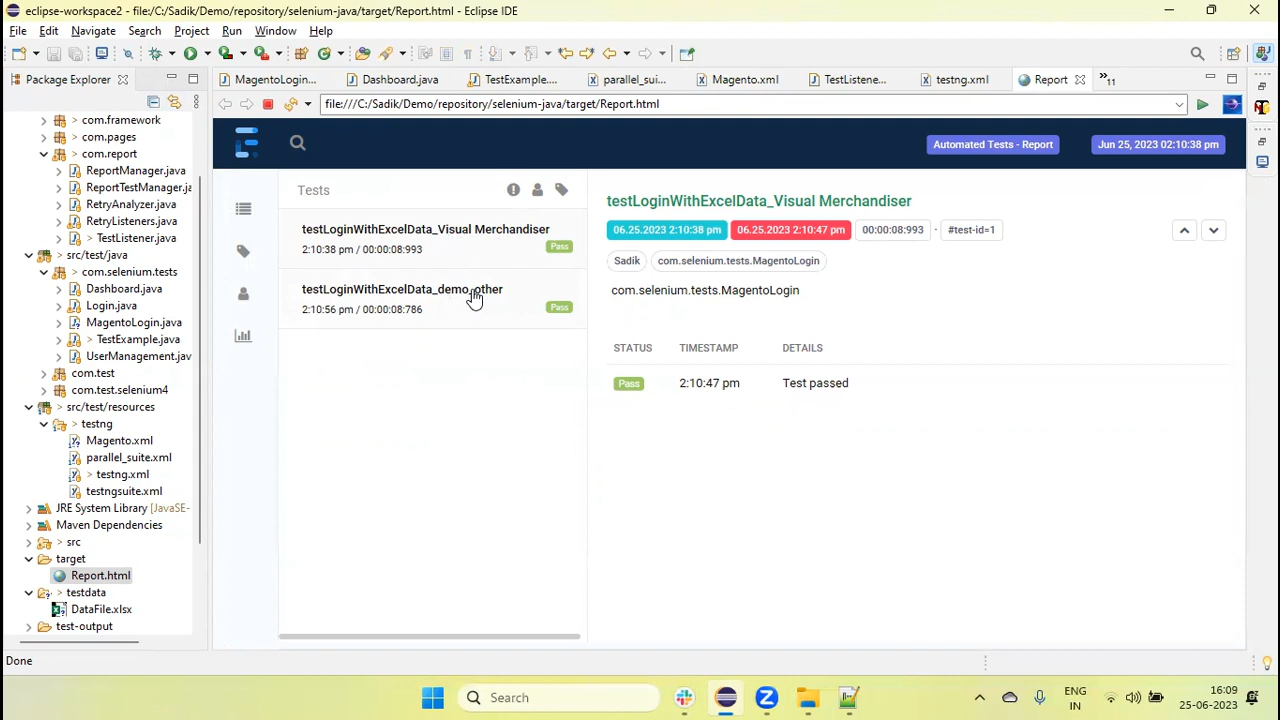 eclipse-workspace2 - file:/C:/Sadik/Demo/repository/selenium-java/target/Report.html - Eclipse IDE
File Edit Navigate Search Project Run Window Help
Package Explorer
MagentoLogin... Dashboard.java TestExample.... parallel_sui... Magento.xml TestListene... testng.xml Report 11
file:///C:/Sadik/Demo/repository/selenium-java/target/Report.html
> com.framework
> com.pages
> com.report
ReportManager.java
ReportTestManager.ja
RetryAnalyzer.java
RetryListeners.java
> TestListener.java
src/test/java
> com.selenium.tests
Dashboard.java
Login.java
MagentoLogin.java
> TestExample.java
UserManagement.jav
com.test
com.test.selenium4
src/test/resources
testng
Magento.xml
parallel_suite.xml
> testng.xml
testngsuite.xml
JRE System Library [JavaSE-
Maven Dependencies
> src
target
Report.html
> testdata
DataFile.xlsx
test-output
Automated Tests - Report Jun 25, 2023 02:10:38 pm
Tests
testLoginWithExcelData_Visual Merchandiser
2:10:38 pm / 00:00:08:993 Pass
testLoginWithExcelData_demo_other
2:10:56 pm / 00:00:08:786 Pass
testLoginWithExcelData_Visual Merchandiser
06.25.2023 2:10:38 pm 06.25.2023 2:10:47 pm 00:00:08:993 · #test-id=1
Sadik com.selenium.tests.MagentoLogin
com.selenium.tests.MagentoLogin
STATUS TIMESTAMP DETAILS
Pass 2:10:47 pm Test passed
Done
Search
ENG
IN
16:09
25-06-2023